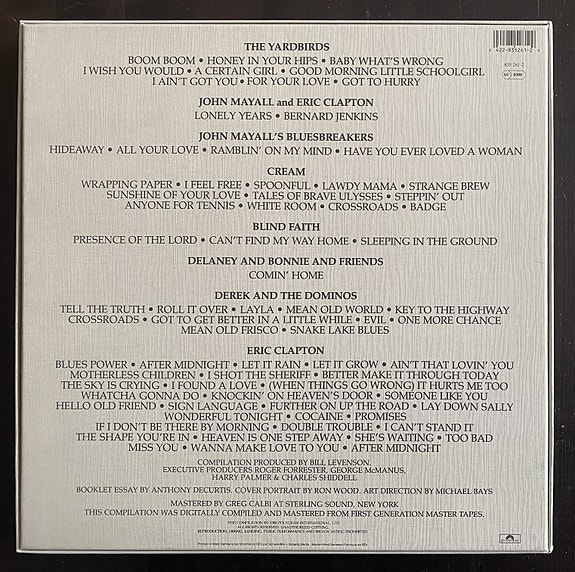 0 42283 5261-2 8
835 261-2
LC 0309
THE YARDBIRDS
BOOM BOOM • HONEY IN YOUR HIPS • BABY WHAT'S WRONG
I WISH YOU WOULD • A CERTAIN GIRL • GOOD MORNING LITTLE SCHOOLGIRL
I AIN'T GOT YOU • FOR YOUR LOVE • GOT TO HURRY
JOHN MAYALL and ERIC CLAPTON
LONELY YEARS • BERNARD JENKINS
JOHN MAYALL'S BLUESBREAKERS
HIDEAWAY • ALL YOUR LOVE • RAMBLIN' ON MY MIND • HAVE YOU EVER LOVED A WOMAN
CREAM
WRAPPING PAPER • I FEEL FREE • SPOONFUL • LAWDY MAMA • STRANGE BREW
SUNSHINE OF YOUR LOVE • TALES OF BRAVE ULYSSES • STEPPIN' OUT
ANYONE FOR TENNIS • WHITE ROOM • CROSSROADS • BADGE
BLIND FAITH
PRESENCE OF THE LORD • CAN'T FIND MY WAY HOME • SLEEPING IN THE GROUND
DELANEY AND BONNIE AND FRIENDS
COMIN' HOME
DEREK AND THE DOMINOS
TELL THE TRUTH • ROLL IT OVER • LAYLA • MEAN OLD WORLD • KEY TO THE HIGHWAY
CROSSROADS • GOT TO GET BETTER IN A LITTLE WHILE • EVIL • ONE MORE CHANCE
MEAN OLD FRISCO • SNAKE LAKE BLUES
ERIC CLAPTON
BLUES POWER • AFTER MIDNIGHT • LET IT RAIN • LET IT GROW • AIN'T THAT LOVIN' YOU
MOTHERLESS CHILDREN • I SHOT THE SHERIFF • BETTER MAKE IT THROUGH TODAY
THE SKY IS CRYING • I FOUND A LOVE • (WHEN THINGS GO WRONG) IT HURTS ME TOO
WHATCHA GONNA DO • KNOCKIN' ON HEAVEN'S DOOR • SOMEONE LIKE YOU
HELLO OLD FRIEND • SIGN LANGUAGE • FURTHER ON UP THE ROAD • LAY DOWN SALLY
WONDERFUL TONIGHT • COCAINE • PROMISES
IF I DON'T BE THERE BY MORNING • DOUBLE TROUBLE • I CAN'T STAND IT
THE SHAPE YOU'RE IN • HEAVEN IS ONE STEP AWAY • SHE'S WAITING • TOO BAD
MISS YOU • WANNA MAKE LOVE TO YOU • AFTER MIDNIGHT
COMPILATION PRODUCED BY BILL LEVENSON.
EXECUTIVE PRODUCERS ROGER FORRESTER, GEORGE McMANUS,
HARRY PALMER & CHARLES SHIDDELL
BOOKLET ESSAY BY ANTHONY DECURTIS. COVER PORTRAIT BY RON WOOD. ART DIRECTION BY MICHAEL BAYS
MASTERED BY GREG CALBI AT STERLING SOUND, NEW YORK
THIS COMPILATION WAS DIGITALLY COMPILED AND MASTERED FROM FIRST GENERATION MASTER TAPES.